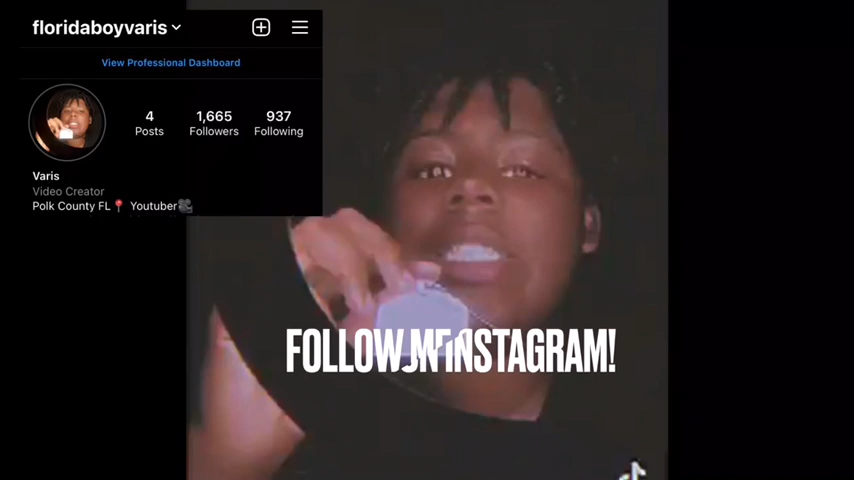 floridaboyvaris
View Professional Dashboard
4
Posts
1,665
Followers
937
Following
Varis
Video Creator
Polk County FL📍 Youtuber🎥
FOLLOW INSTAGRAM!